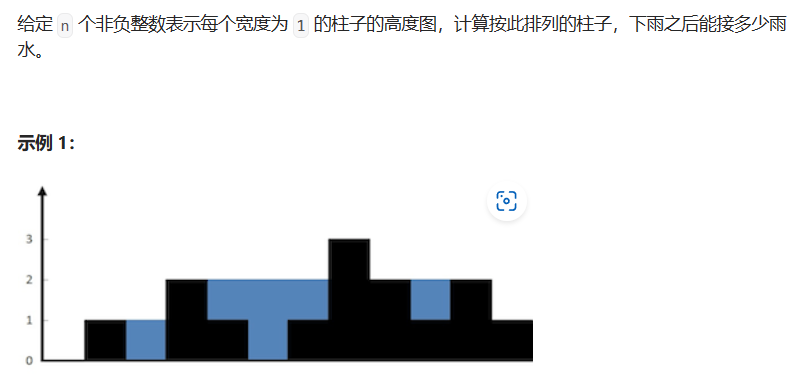 给定 n 个非负整数表示每个宽度为 1 的柱子的高度图，计算按此排列的柱子，下雨之后能接多少雨
水。
示例 1：
3
2
1
0